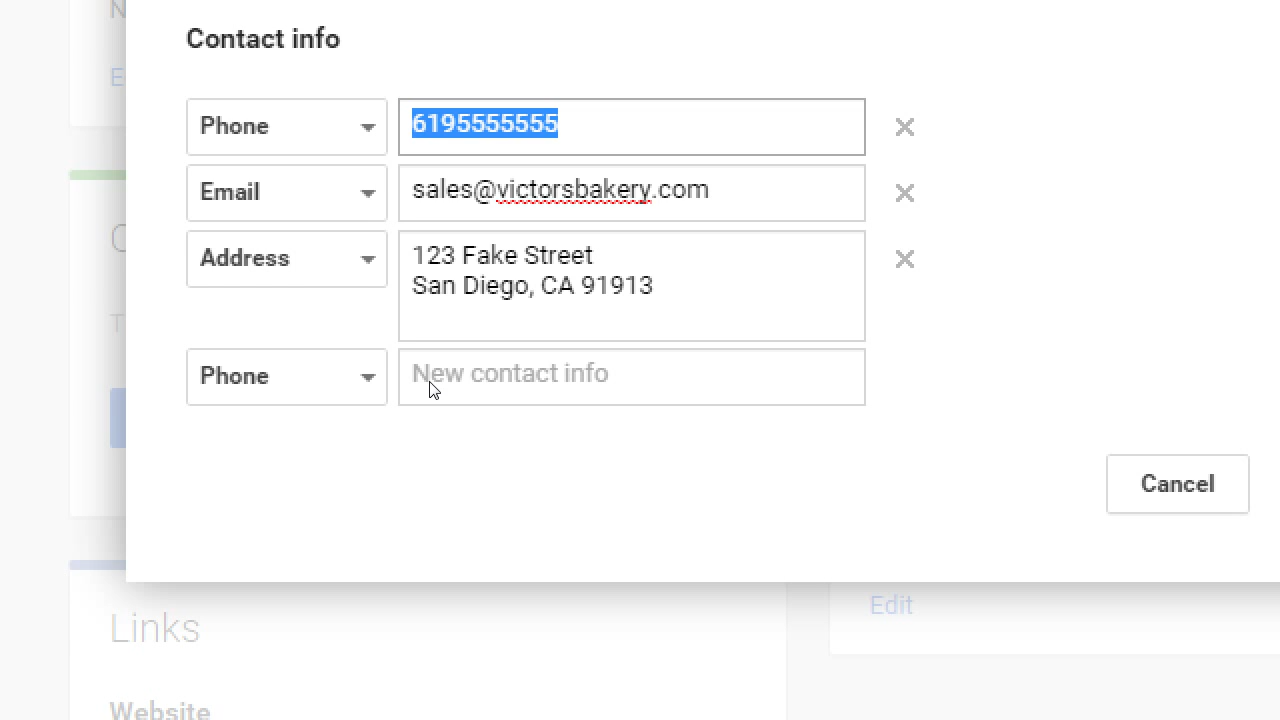 Contact info
Phone
6195555555
Email
sales@victorsbakery.com
Address
123 Fake Street
San Diego, CA 91913
Phone
New contact info
Cancel
Edit
Links
Website